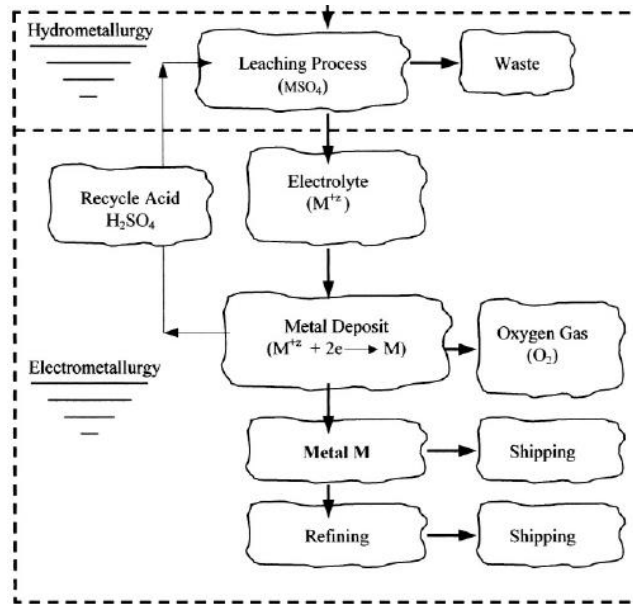 Hydrometallurgy
Leaching Process
(MSO₄)
Waste
Recycle Acid
H₂SO₄
Electrolyte
(M⁺ᶻ)
Metal Deposit
(M⁺ᶻ + 2e → M)
Oxygen Gas
(O₂)
Electrometallurgy
Metal M
Shipping
Refining
Shipping